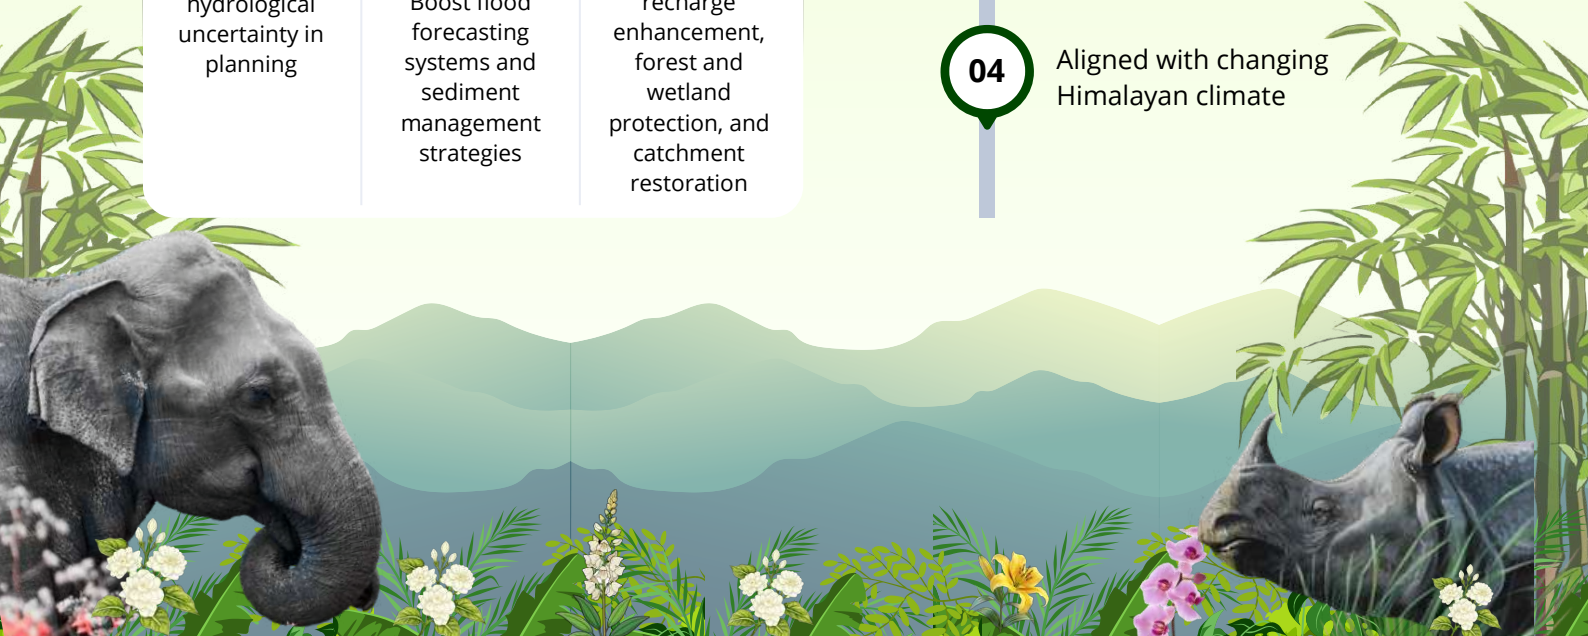 hydrological
uncertainty in
planning
Boost flood
forecasting
systems and
sediment
management
strategies
recharge
enhancement,
forest and
wetland
protection, and
catchment
restoration
04
Aligned with changing
Himalayan climate